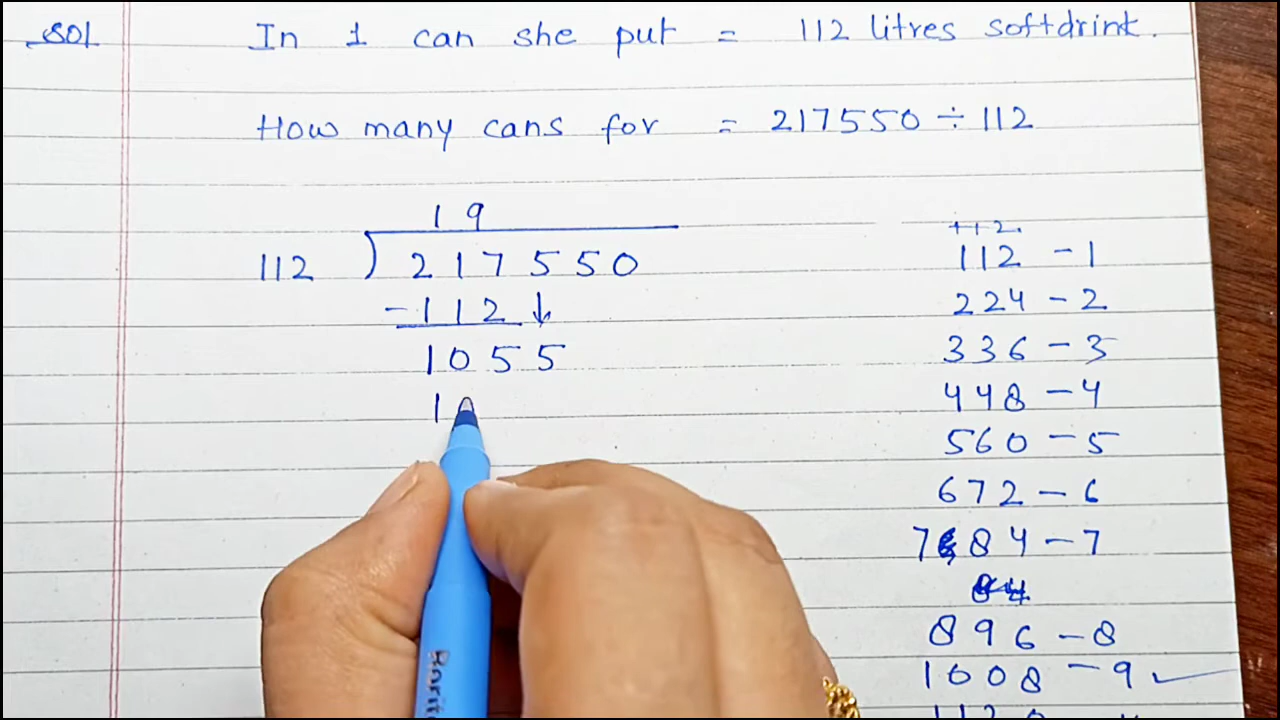 Sol In 1 can she put = 112 litres softdrink.
How many cans for = 217550 ÷ 112
19
112 ) 217550
-112 ↓
1055
1
++2.
112 - 1
224 - 2
336 - 3
448 - 4
560 - 5
672 - 6
784 - 7
896 - 8
1008 - 9 ✓